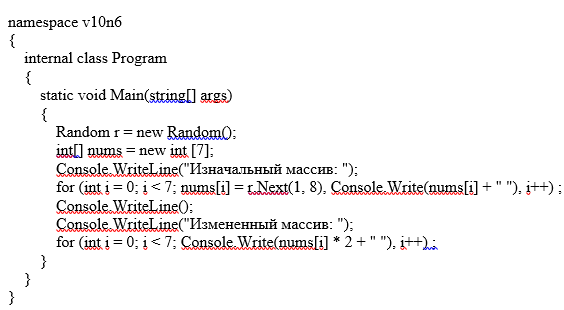 namespace v10n6
{
    internal class Program
    {
        static void Main(string[] args)
        {
            Random r = new Random();
            int[] nums = new int [7];
            Console.WriteLine("Изначальный массив: ");
            for (int i = 0; i < 7; nums[i] = r.Next(1, 8), Console.Write(nums[i] + " "), i++) ;
            Console.WriteLine();
            Console.WriteLine("Измененный массив: ");
            for (int i = 0; i < 7; Console.Write(nums[i] * 2 + " "), i++) ;
        }
    }
}